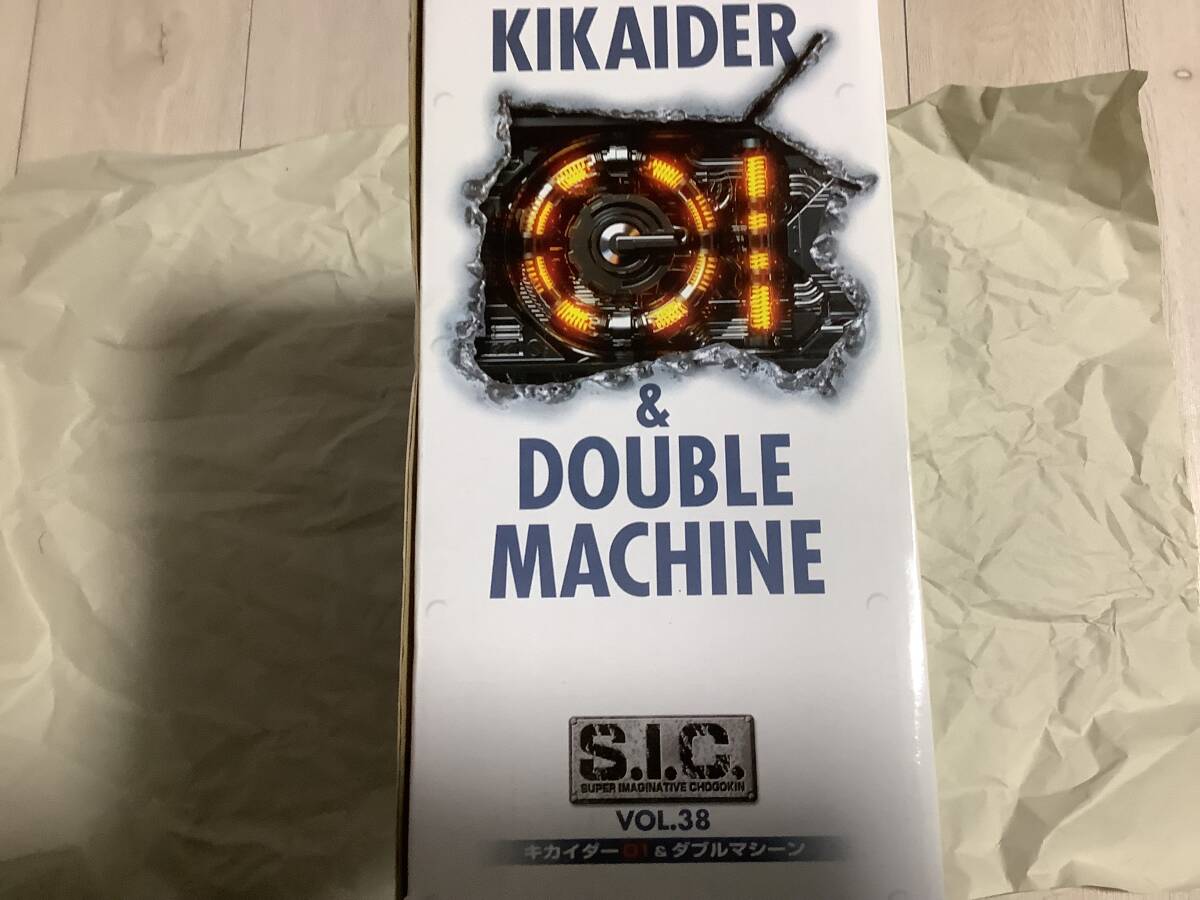 KIKAIDER
01
&
DOUBLE
MACHINE
S.I.C.
SUPER IMAGINATIVE CHOGOKIN
VOL.38
キカイダー01&ダブルマシーン